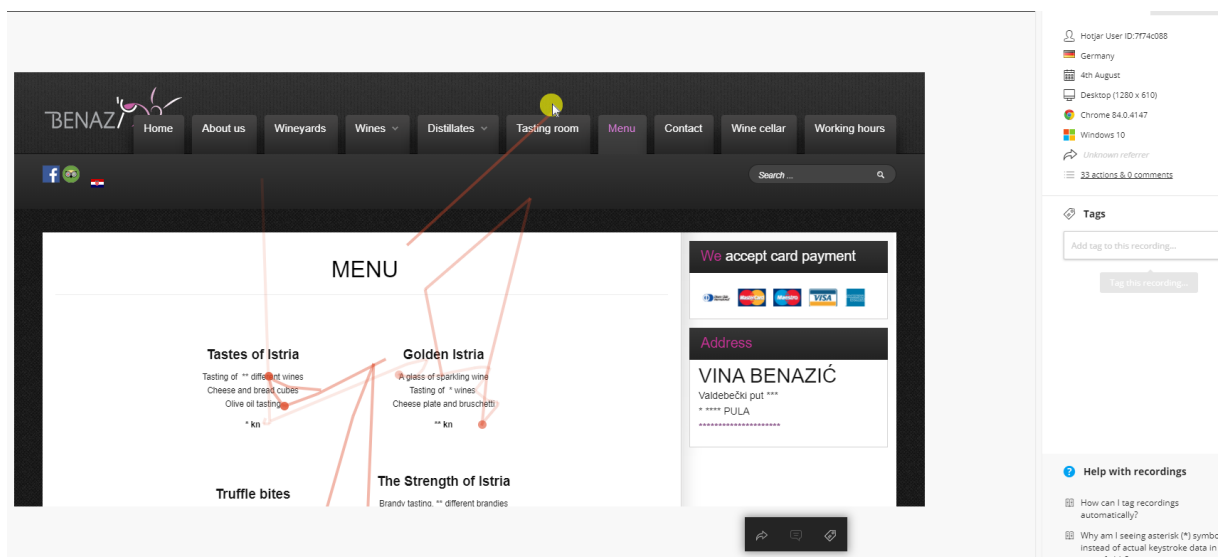 BENAZ
Home
About us
Wineyards
Wines
Distillates
Tasting room
Menu
Contact
Wine cellar
Working hours
Search ...
MENU
Tastes of Istria
Tasting of ** different wines
Cheese and bread cubes
Olive oil tasting
* kn
Golden Istria
A glass of sparkling wine
Tasting of * wines
Cheese plate and bruschetti
** kn
Truffle bites
The Strength of Istria
Brandy tasting, ** different brandies
We accept card payment
MasterCard
Maestro
VISA
Address
VINA BENAZIĆ
Valdebečki put ***
* **** PULA
*********************
Hotjar User ID:7f74c088
Germany
4th August
Desktop (1280 x 610)
Chrome 84.0.4147
Windows 10
Unknown referrer
33 actions & 0 comments
Tags
Add tag to this recording...
Tag this recording...
Help with recordings
How can I tag recordings
automatically?
Why am I seeing asterisk (*) symbo
instead of actual keystroke data in